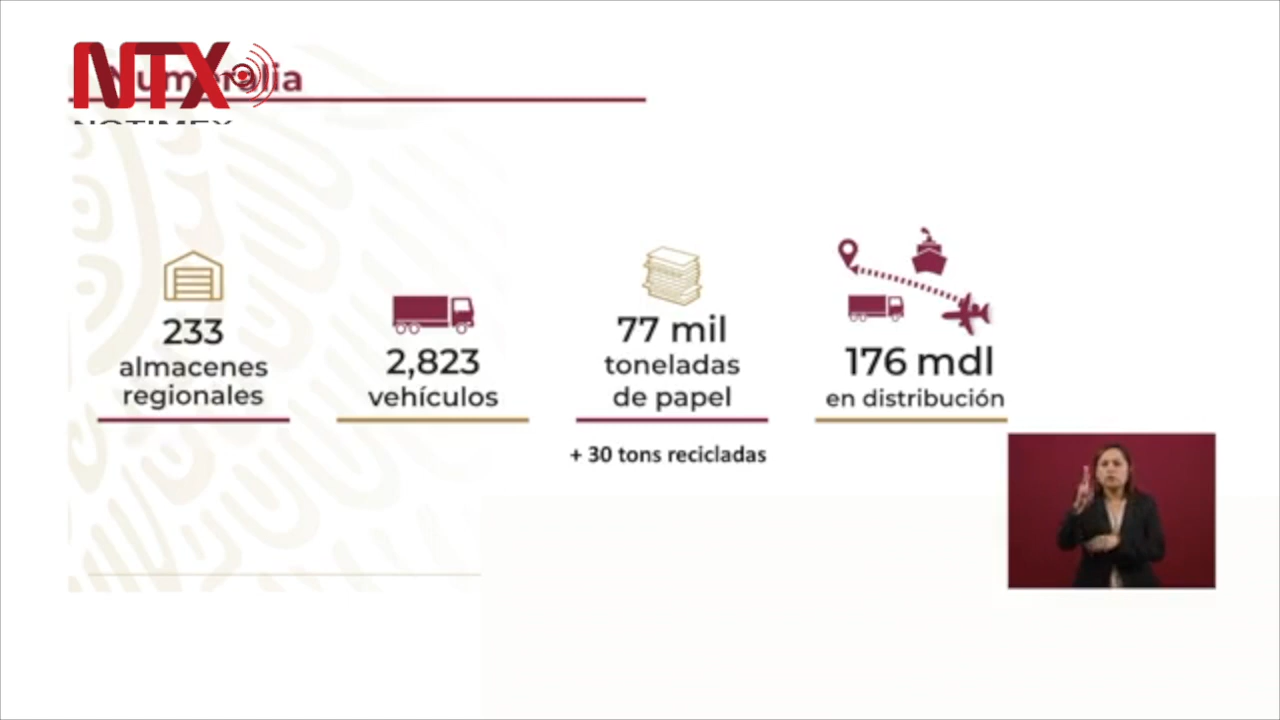 NTX
Numeralia
NOTIMEX
233
almacenes
regionales
2,823
vehículos
77 mil
toneladas
de papel
+ 30 tons recicladas
176 mdl
en distribución